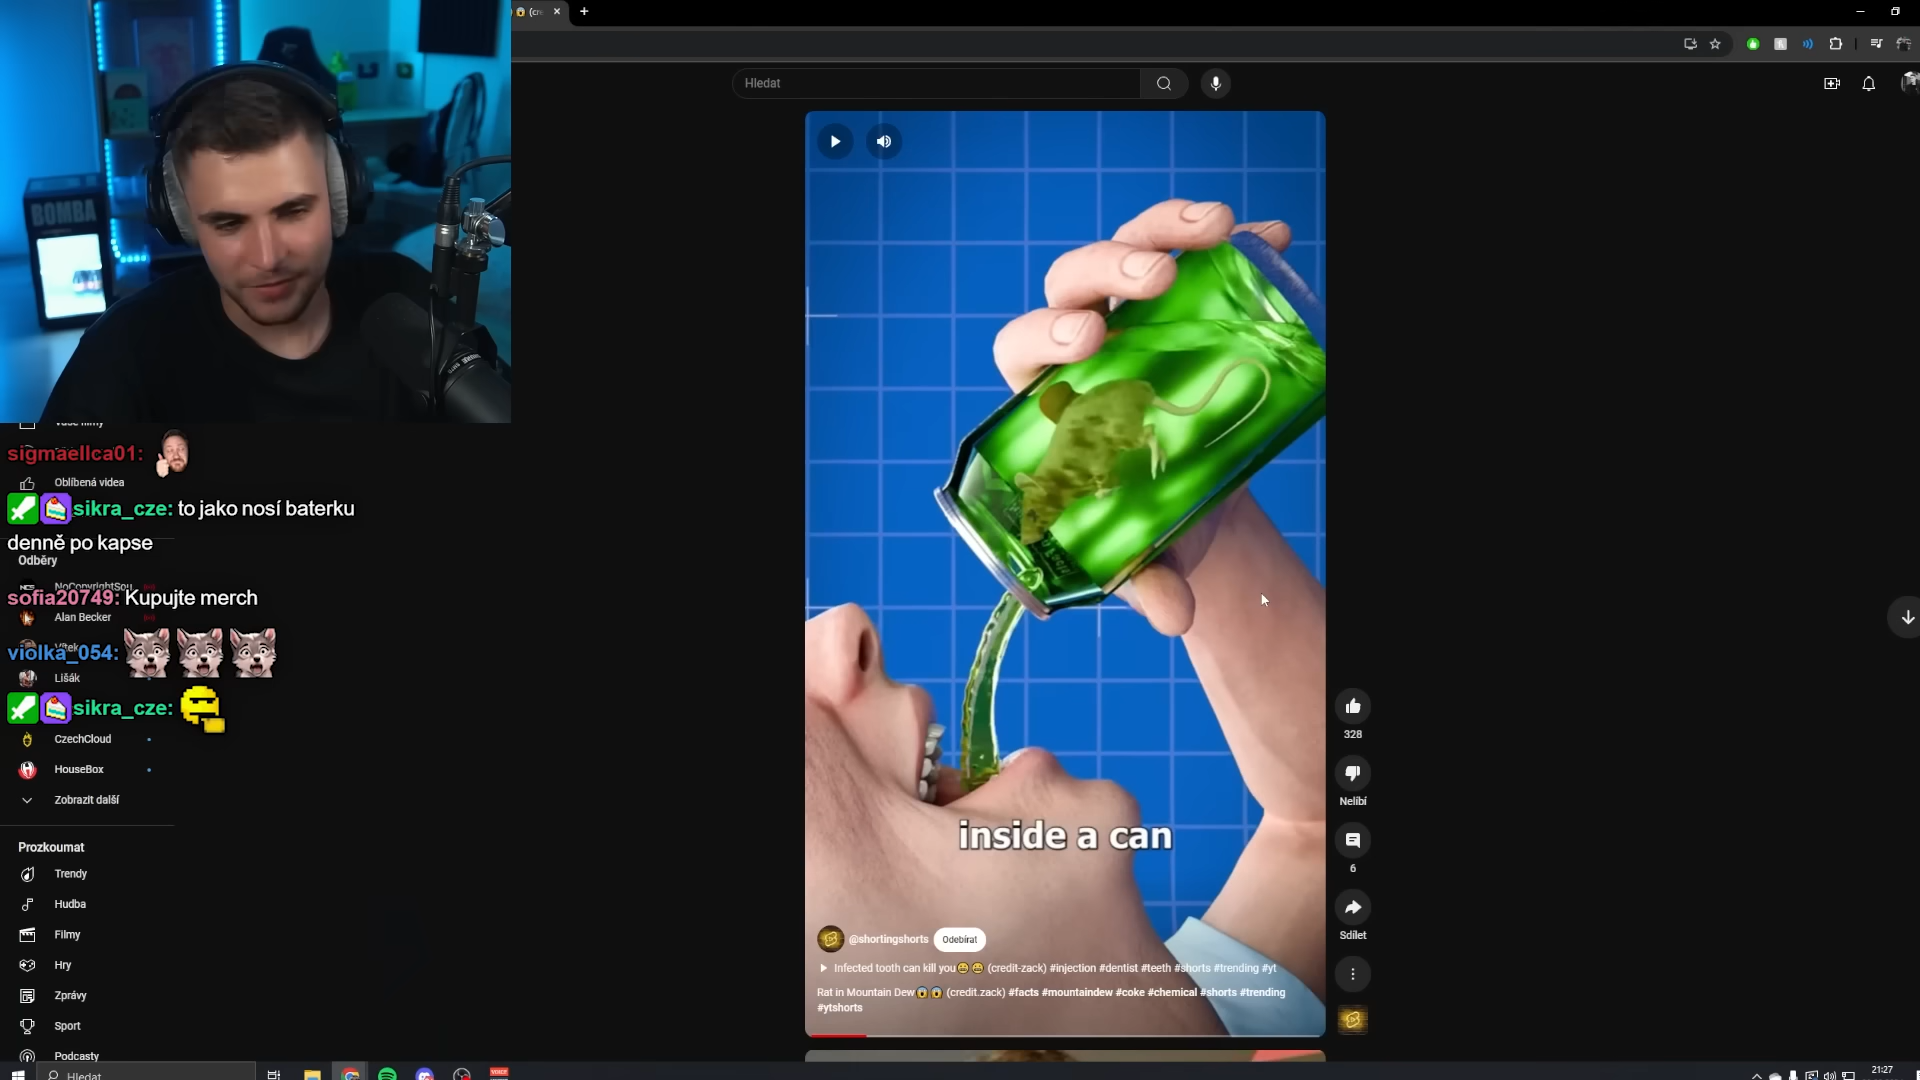 (cre
Hledat
BOMBA
sigmaellca01:
Oblíbená videa
sikra_cze: to jako nosí baterku
denně po kapse
Odběry
NoCopyrightSou
sofia20749: Kupujte merch
Alan Becker
violka_054:
Lišák
sikra_cze:
CzechCloud
HouseBox
Zobrazit další
Prozkoumat
Trendy
Hudba
Filmy
Hry
Zprávy
Sport
Podcasty
inside a can
328
Nelíbí
6
Sdílet
@shortingshorts Odebírat
Infected tooth can kill you😩😩 (credit-zack) #injection #dentist #teeth #shorts #trending #yt
Rat in Mountain Dew😱😱 (credit.zack) #facts #mountaindew #coke #chemical #shorts #trending
#ytshorts
Hledat
21:27